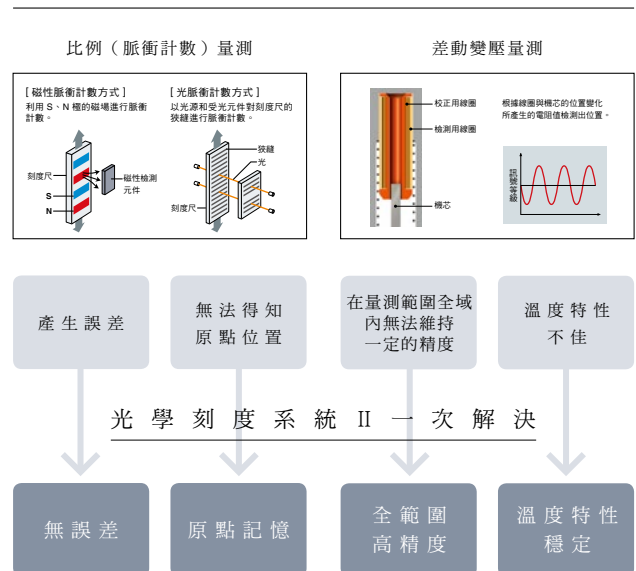 比例（脈衝計數）量測
[ 磁性脈衝計數方式 ]
利用 S、N 極的磁場進行脈衝
計數。
刻度尺
S
N
磁性檢測
元件
[ 光脈衝計數方式 ]
以光源和受光元件對刻度尺的
狹縫進行脈衝計數。
狹縫
光
刻度尺
差動變壓量測
校正用線圈
檢測用線圈
機芯
根據線圈與機芯的位置變化
所產生的電阻值檢測出位置。
訊號等級
產生誤差
無法得知
原點位置
在量測範圍全域
內無法維持
一定的精度
溫度特性
不佳
光學刻度系統II一次解決
無誤差
原點記憶
全範圍
高精度
溫度特性
穩定